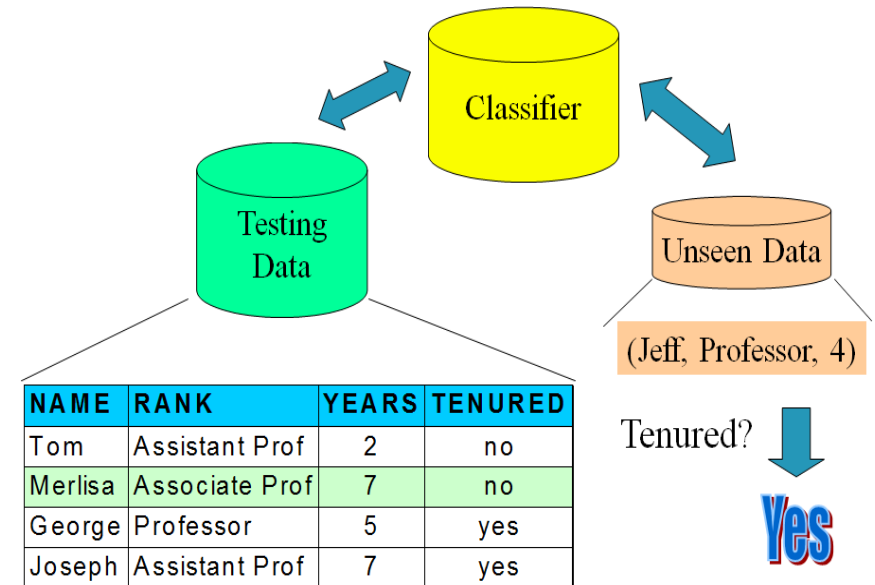 Classifier
Testing
Data
Unseen Data
(Jeff, Professor, 4)
NAME RANK YEARS TENURED
Tom Assistant Prof 2 no
Merlisa Associate Prof 7 no
George Professor 5 yes
Joseph Assistant Prof 7 yes
Tenured?
Yes